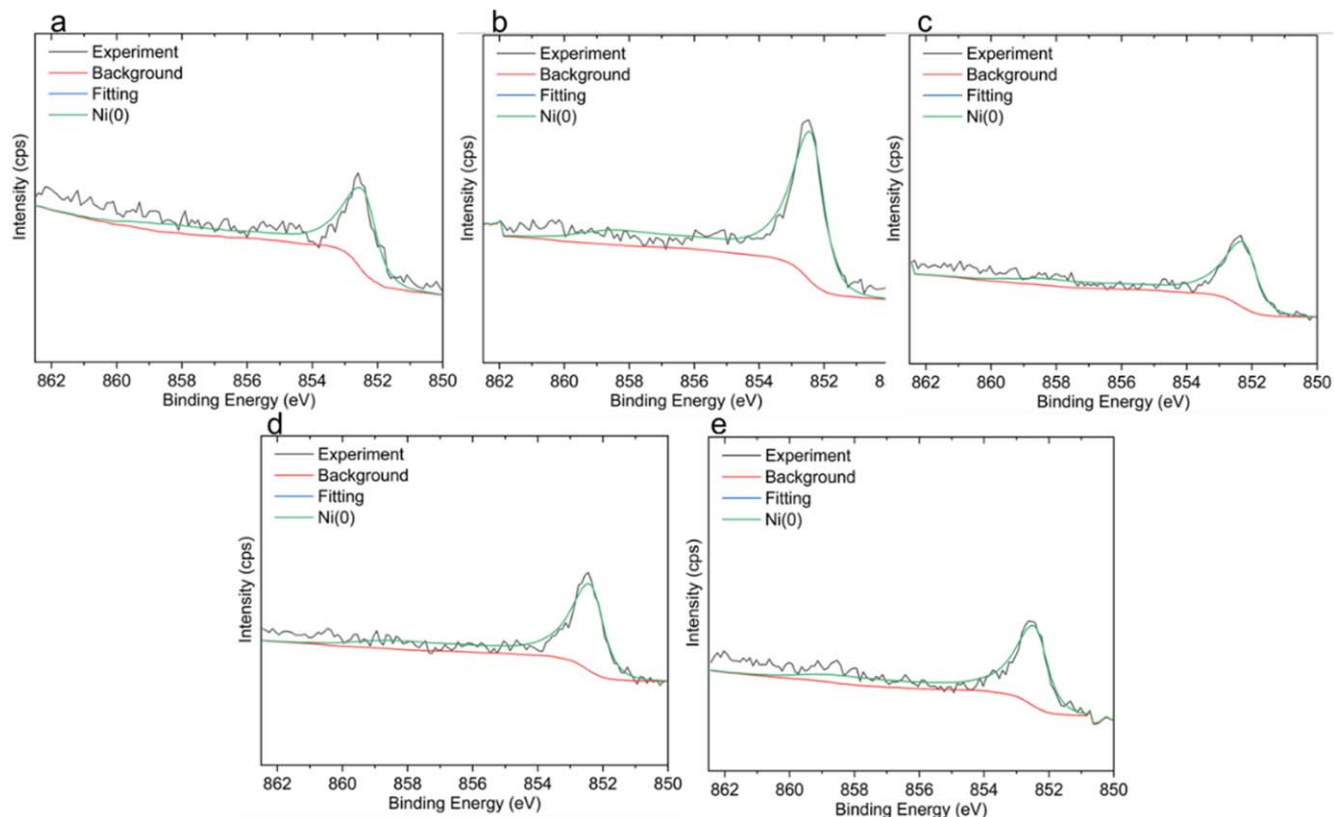 a
Experiment
Background
Fitting
Ni(0)
Intensity (cps)
862 860 858 856 854 852 850
Binding Energy (eV)
b
Experiment
Background
Fitting
Ni(0)
Intensity (cps)
862 860 858 856 854 852 8
Binding Energy (eV)
c
Experiment
Background
Fitting
Ni(0)
Intensity (cps)
862 860 858 856 854 852 850
Binding Energy (eV)
d
Experiment
Background
Fitting
Ni(0)
Intensity (cps)
862 860 858 856 854 852 850
Binding Energy (eV)
e
Experiment
Background
Fitting
Ni(0)
Intensity (cps)
862 860 858 856 854 852 850
Binding Energy (eV)